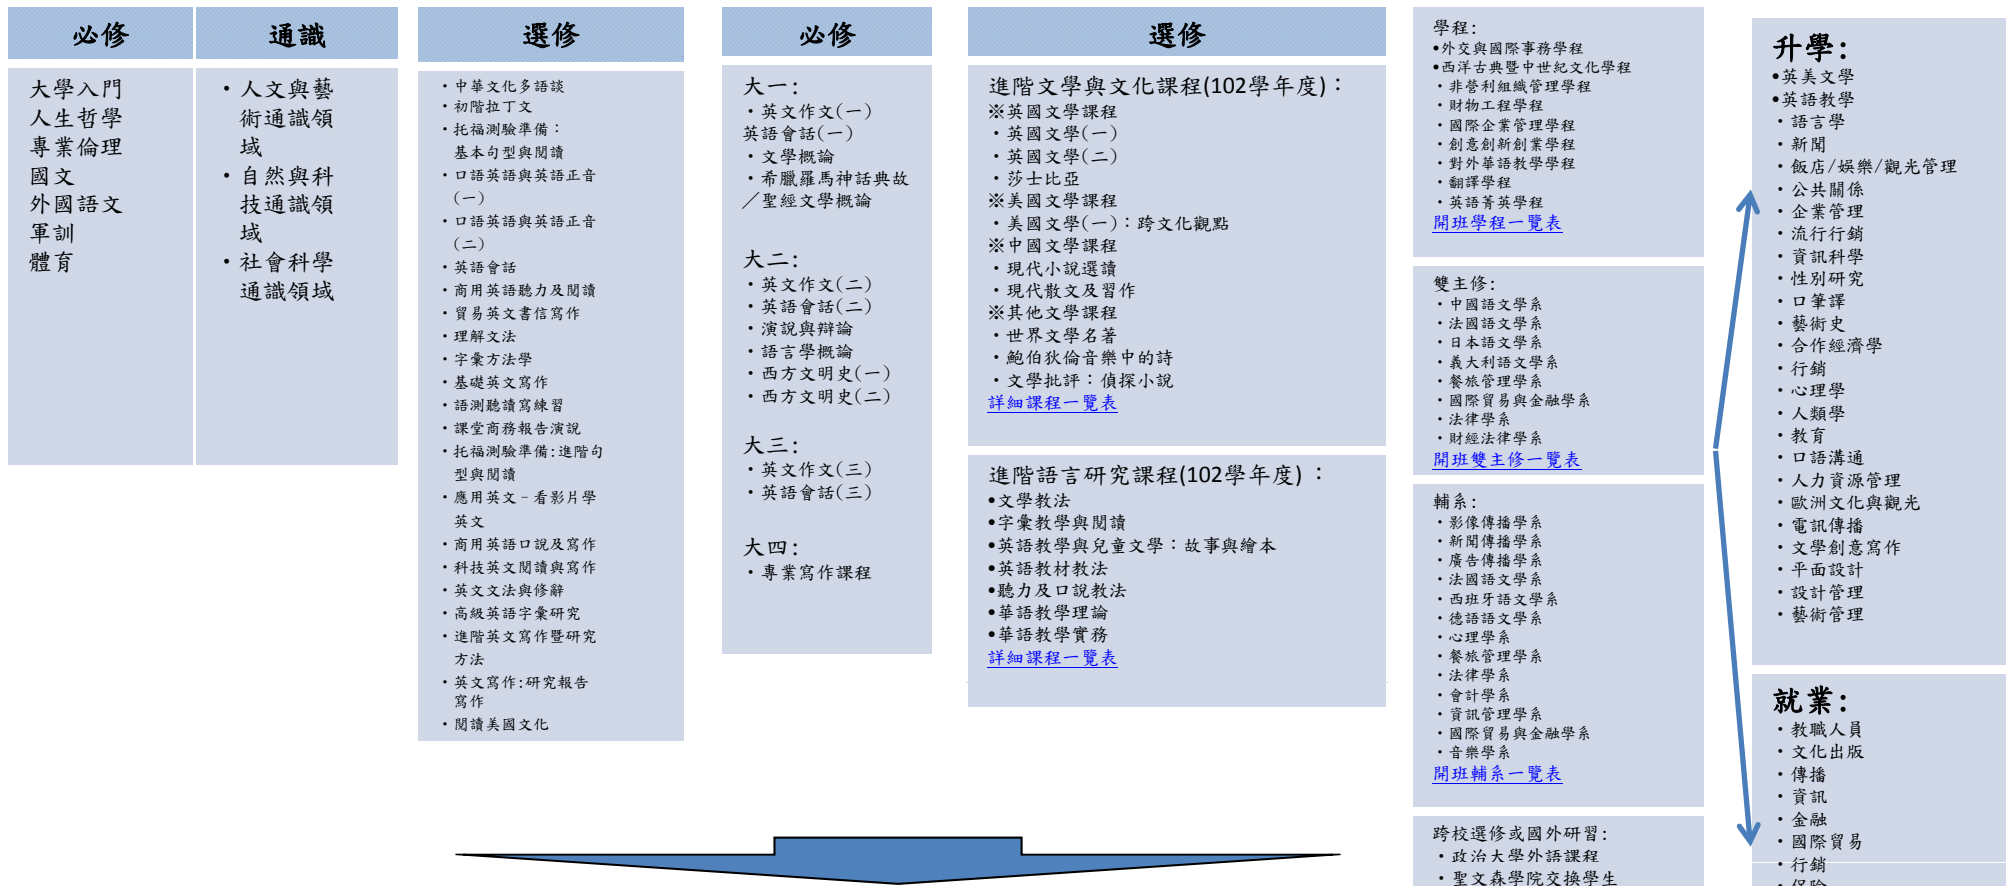 必修
大學入門
人生哲學
專業倫理
國文
外國語文
軍訓
體育
通識
・人文與藝
術通識領
域
・自然與科
技通識領
域
・社會科學
通識領域
選修
・中華文化多語談
・初階拉丁文
・托福測驗準備：
基本句型與閱讀
・口語英語與英語正音
(一)
・口語英語與英語正音
(二)
・英語會話
・商用英語聽力及閱讀
・貿易英文書信寫作
・理解文法
・字彙方法學
・基礎英文寫作
・語測聽讀寫練習
・課堂商務報告演說
・托福測驗準備:進階句
型與閱讀
・應用英文–看影片學
英文
・商用英語口說及寫作
・科技英文閱讀與寫作
・英文文法與修辭
・高級英語字彙研究
・進階英文寫作暨研究
方法
・英文寫作:研究報告
寫作
・閱讀美國文化
必修
大一:
・英文作文(一)
英語會話(一)
・文學概論
・希臘羅馬神話典故
／聖經文學概論
大二:
・英文作文(二)
・英語會話(二)
・演說與辯論
・語言學概論
・西方文明史(一)
・西方文明史(二)
大三:
・英文作文(三)
・英語會話(三)
大四:
・專業寫作課程
選修
進階文學與文化課程(102學年度)：
※英國文學課程
・英國文學(一)
・英國文學(二)
・莎士比亞
※美國文學課程
・美國文學(一)：跨文化觀點
※中國文學課程
・現代小說選讀
・現代散文及習作
※其他文學課程
・世界文學名著
・鮑伯狄倫音樂中的詩
・文學批評：偵探小說
詳細課程一覽表
進階語言研究課程(102學年度)：
•文學教法
•字彙教學與閱讀
•英語教學與兒童文學：故事與繪本
•英語教材教法
•聽力及口說教法
•華語教學理論
•華語教學實務
詳細課程一覽表
學程:
•外交與國際事務學程
•西洋古典暨中世紀文化學程
・非營利組織管理學程
・財物工程學程
・國際企業管理學程
・創意創新創業學程
・對外華語教學學程
・翻譯學程
・英語菁英學程
開班學程一覽表
雙主修:
・中國語文學系
・法國語文學系
・日本語文學系
・義大利語文學系
・餐旅管理學系
・國際貿易與金融學系
・法律學系
・財經法律學系
開班雙主修一覽表
輔系:
・影像傳播學系
・新聞傳播學系
・廣告傳播學系
・法國語文學系
・西班牙語文學系
・德語語文學系
・心理學系
・餐旅管理學系
・法律學系
・會計學系
・資訊管理學系
・國際貿易與金融學系
・音樂學系
開班輔系一覽表
跨校選修或國外研習:
・政治大學外語課程
・聖文森學院交換學生
升學:
•英美文學
•英語教學
・語言學
・新聞
・飯店/娛樂/觀光管理
・公共關係
・企業管理
・流行行銷
・資訊科學
・性別研究
・口筆譯
・藝術史
・合作經濟學
・行銷
・心理學
・人類學
・教育
・口語溝通
・人力資源管理
・歐洲文化與觀光
・電訊傳播
・文學創意寫作
・平面設計
・設計管理
・藝術管理
就業:
・教職人員
・文化出版
・傳播
・資訊
・金融
・國際貿易
・行銷